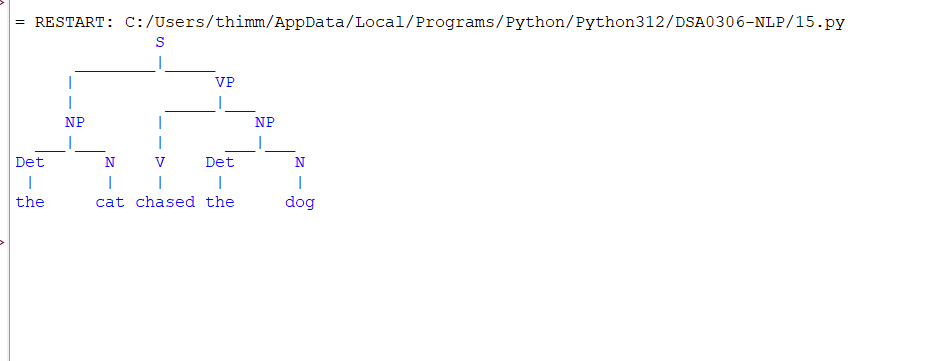 = RESTART: C:/Users/thimm/AppData/Local/Programs/Python/Python312/DSA0306-NLP/15.py
S
VP
NP NP
Det N V Det N
the cat chased the dog